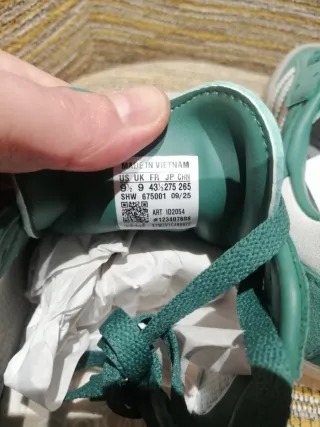 MADE IN VIETNAM
US UK FR JP CHN
9½ 9 43⅓ 275 265
SHW 675001 09/25
ART ID2054